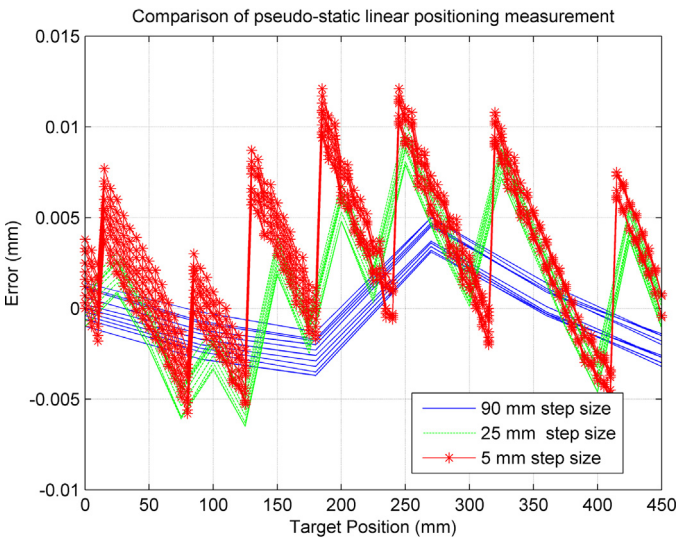 Comparison of pseudo-static linear positioning measurement
0.015
0.01
0.005
0
-0.005
-0.01
Error (mm)
0 50 100 150 200 250 300 350 400 450
Target Position (mm)
90 mm step size
25 mm  step size
5 mm step size